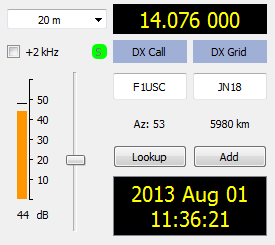 20 m
14.076 000
+2 kHz
S
DX Call
DX Grid
F1USC
JN18
Az: 53
5980 km
Lookup
Add
50
40
30
20
10
44 dB
2013 Aug 01
11:36:21